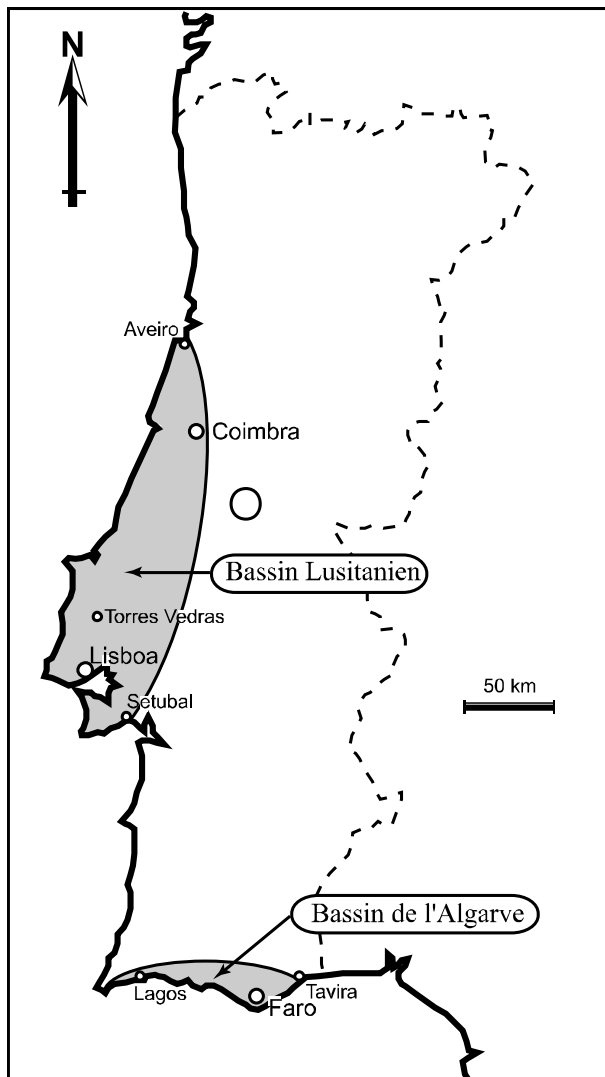 N
Aveiro
Coimbra
Bassin Lusitanien
Torres Vedras
Lisboa
50 km
Setubal
Bassin de l'Algarve
Lagos
Tavira
Faro